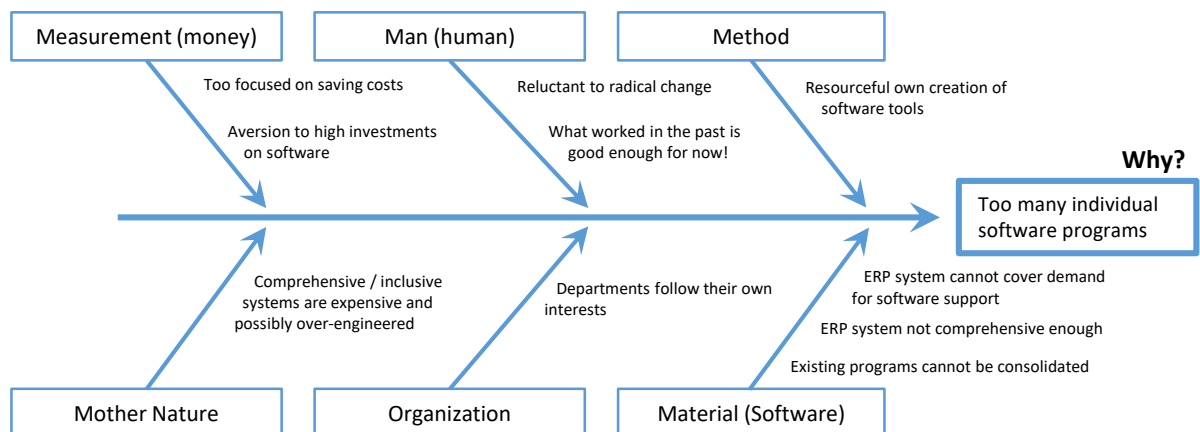 Measurement (money)
Man (human)
Method
Too focused on saving costs
Aversion to high investments
on software
Reluctant to radical change
What worked in the past is
good enough for now!
Resourceful own creation of
software tools
Why?
Too many individual
software programs
Comprehensive / inclusive
systems are expensive and
possibly over-engineered
Departments follow their own
interests
ERP system cannot cover demand
for software support
ERP system not comprehensive enough
Existing programs cannot be consolidated
Mother Nature
Organization
Material (Software)